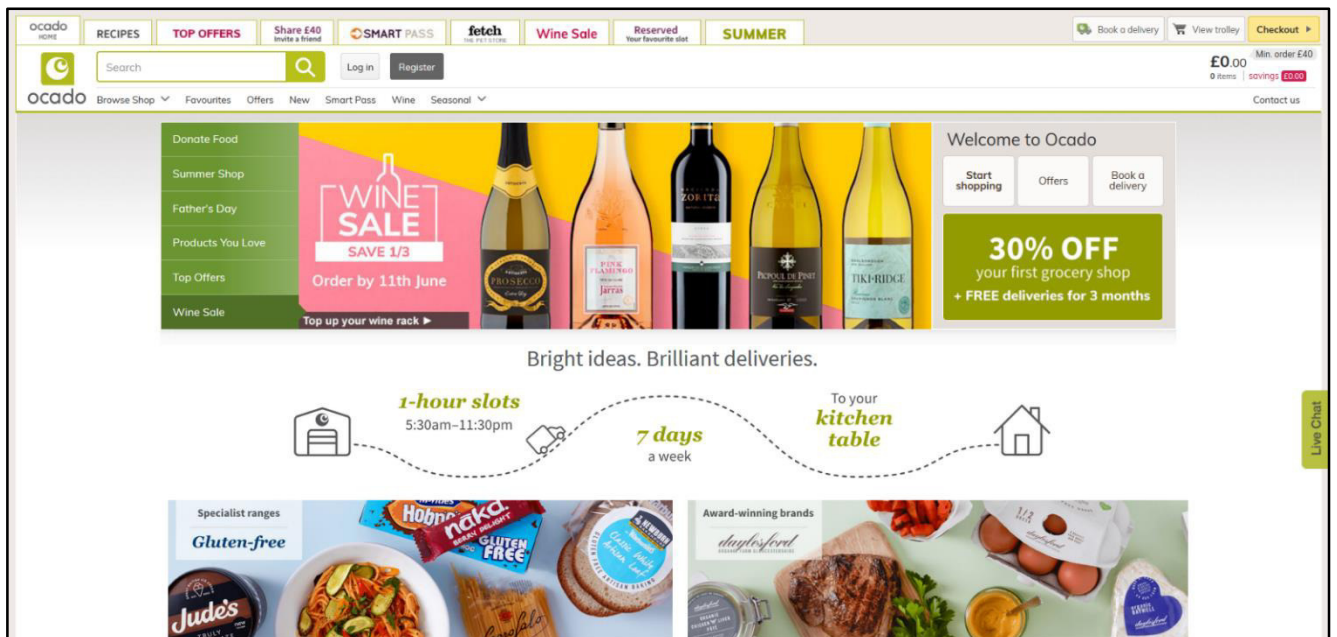 ocado
HOME
RECIPES
TOP OFFERS
Share £40
Invite a friend
SMART PASS
fetch
THE PET STORE
Wine Sale
Reserved
Your favourite slot
SUMMER
Book a delivery
View trolley
Checkout
Search
Log in
Register
£0.00
Min. order £40
0 items
savings £0.00
ocado
Browse Shop
Favourites
Offers
New
Smart Pass
Wine
Seasonal
Contact us
Donate Food
Summer Shop
Father's Day
Products You Love
Top Offers
Wine Sale
WINE
SALE
SAVE 1/3
Order by 11th June
Top up your wine rack
PROSECCO
PINK
FLAMINGO
Jarras
ZORITA
PICPOUL DE PINET
TIKI RIDGE
Welcome to Ocado
Start
shopping
Offers
Book a
delivery
30% OFF
your first grocery shop
+ FREE deliveries for 3 months
Bright ideas. Brilliant deliveries.
1-hour slots
5:30am–11:30pm
7 days
a week
To your
kitchen
table
Live Chat
Specialist ranges
Gluten-free
Jude's
TRULY
nākd.
BERRY DELIGHT
GLUTEN
FREE
NEWBURN
Classic White
Artisan Loaf
Award-winning brands
daylesford